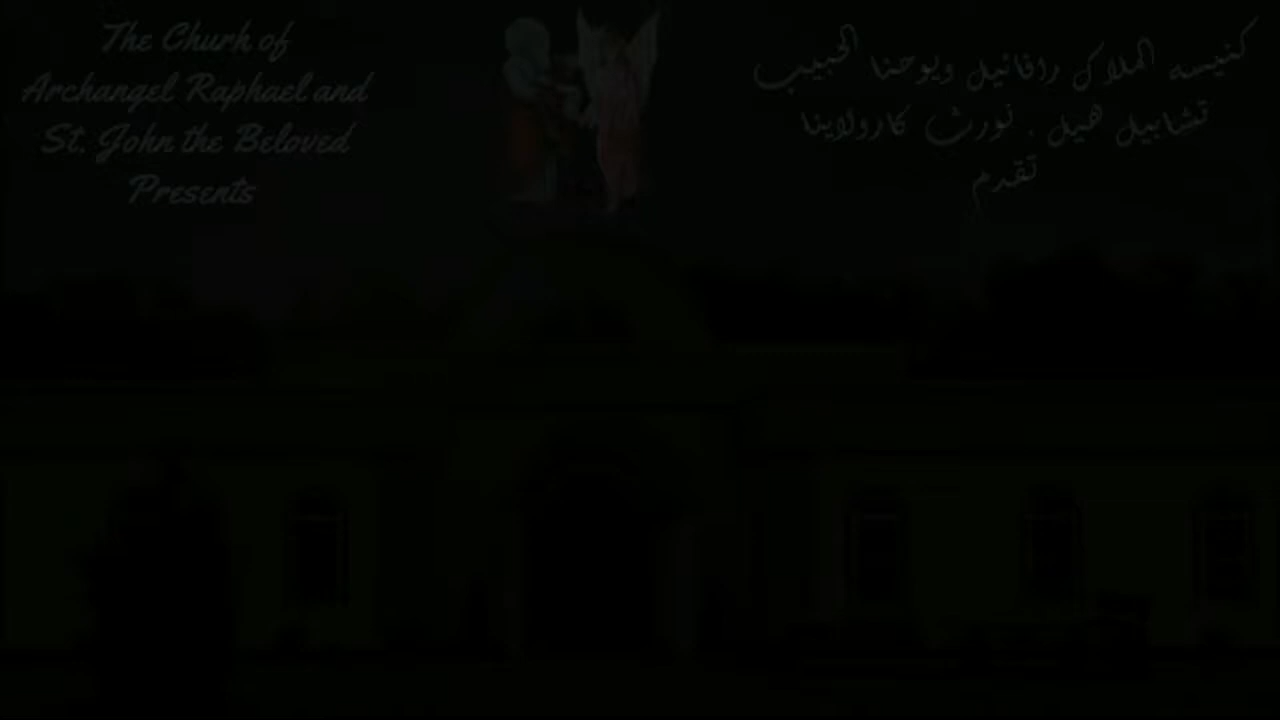 The Churh of
Archangel Raphael and
St. John the Beloved
Presents
كنيسه الملاك رافائيل ويوحنا الحبيب
تشابيل هيل . نورث كارولاينا
تقدم